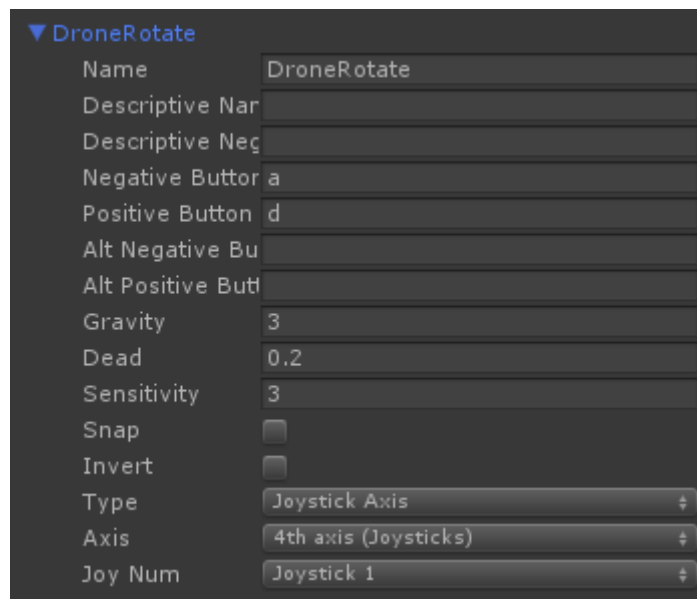 DroneRotate
Name DroneRotate
Descriptive Nar
Descriptive Neg
Negative Button a
Positive Button d
Alt Negative Bu
Alt Positive Butt
Gravity 3
Dead 0.2
Sensitivity 3
Snap
Invert
Type Joystick Axis
Axis 4th axis (Joysticks)
Joy Num Joystick 1